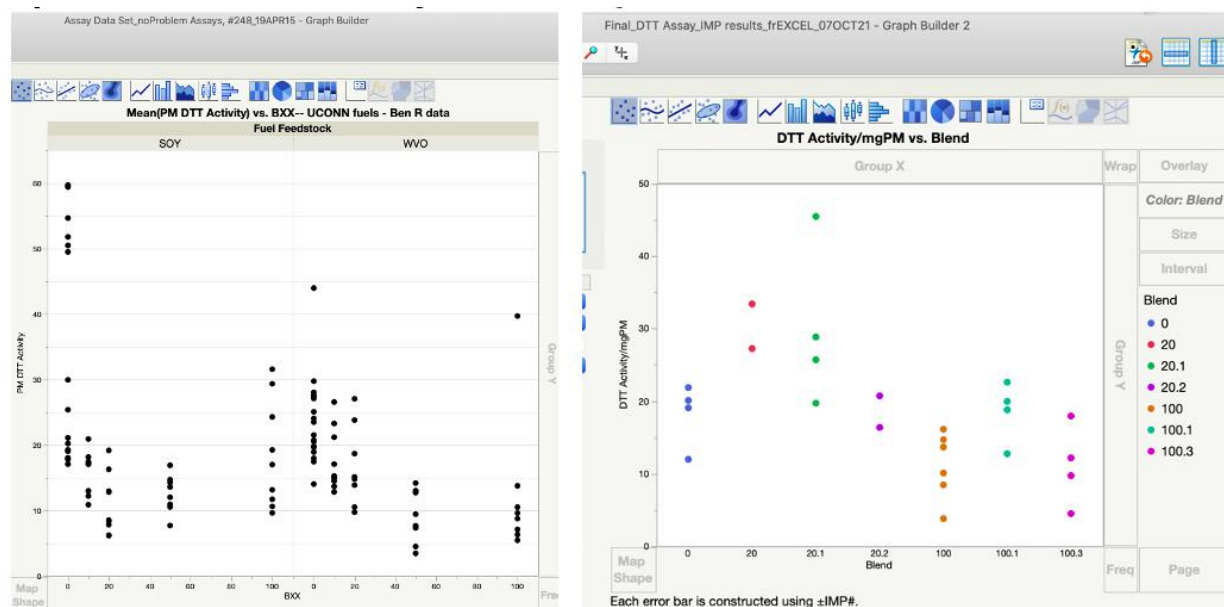 Assay Data Set_noProblem Assays, #248_19APR15 - Graph Builder
Mean(PM DTT Activity) vs. BXX-- UCONN fuels - Ben R data
Fuel Feedstock
SOY WVO
60
50
40
30
20
10
0
PM DTT Activity
Group Y
Map
Shape
0 20 40 60 80 100 0 20 40 60 80 100
BXX
Fre
Final_DTT Assay_IMP results_frEXCEL_07OCT21 - Graph Builder 2
DTT Activity/mgPM vs. Blend
Group X
Wrap
Overlay
Color: Blend
Size
Interval
Blend
0
20
20.1
20.2
100
100.1
100.3
50
40
30
20
10
0
DTT Activity/mgPM
Group Y
0 20 20.1 20.2 100 100.1 100.3
Blend
Map
Shape
Freq
Page
Each error bar is constructed using ±IMP#.